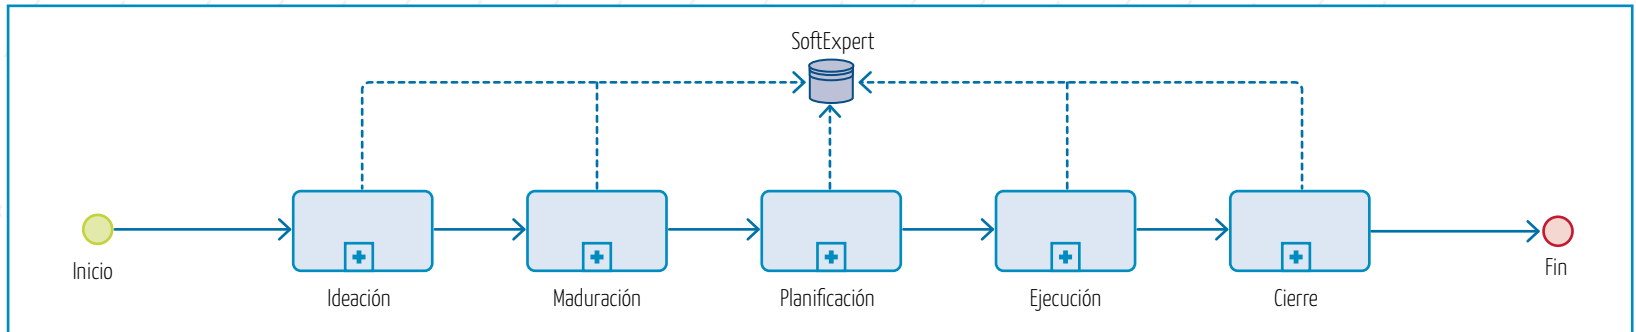 SoftExpert
Inicio
Ideación
Maduración
Planificación
Ejecución
Cierre
Fin